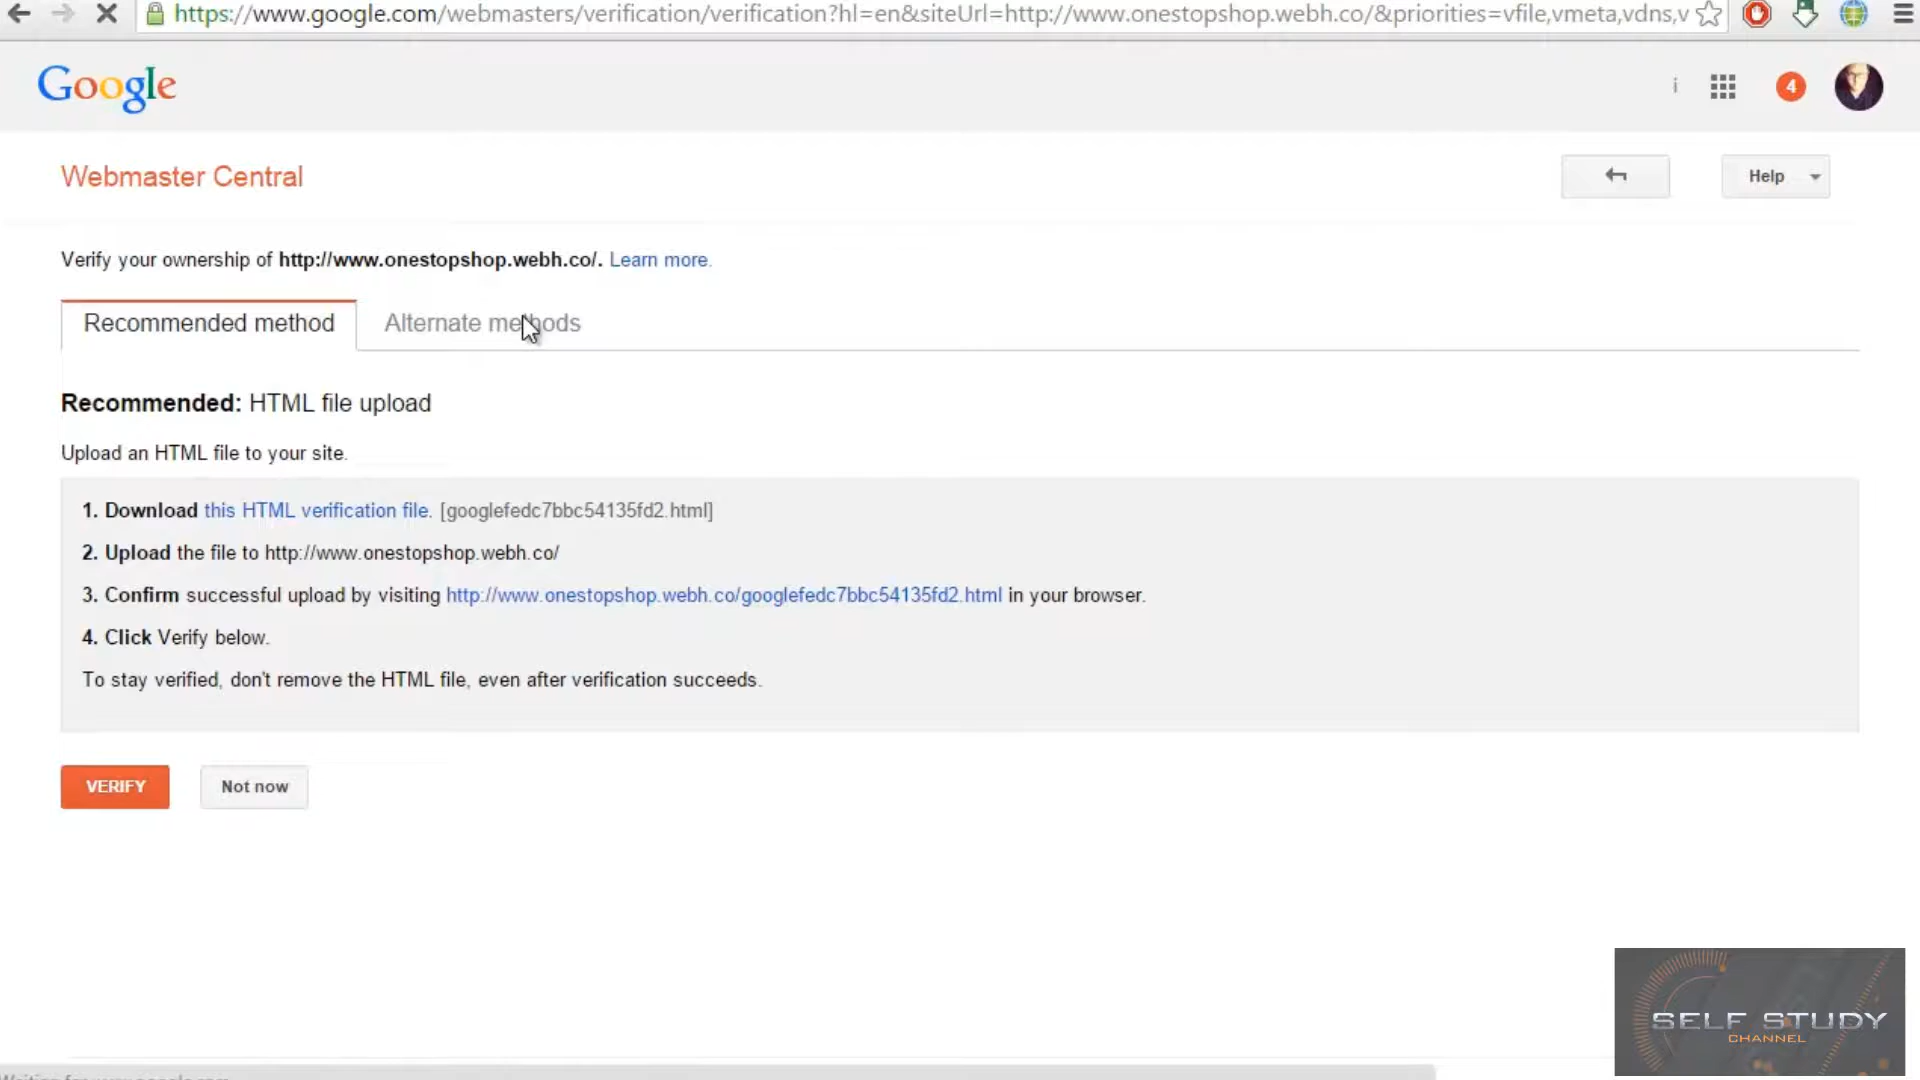 https://www.google.com/webmasters/verification/verification?hl=en&siteUrl=http://www.onestopshop.webh.co/&priorities=vfile,vmeta,vdns,v
Google
4
Webmaster Central
Help
Verify your ownership of http://www.onestopshop.webh.co/. Learn more.
Recommended method Alternate methods
Recommended: HTML file upload
Upload an HTML file to your site.
1. Download this HTML verification file. [googlefedc7bbc54135fd2.html]
2. Upload the file to http://www.onestopshop.webh.co/
3. Confirm successful upload by visiting http://www.onestopshop.webh.co/googlefedc7bbc54135fd2.html in your browser.
4. Click Verify below.
To stay verified, don't remove the HTML file, even after verification succeeds.
VERIFY Not now
SELF STUDY
CHANNEL